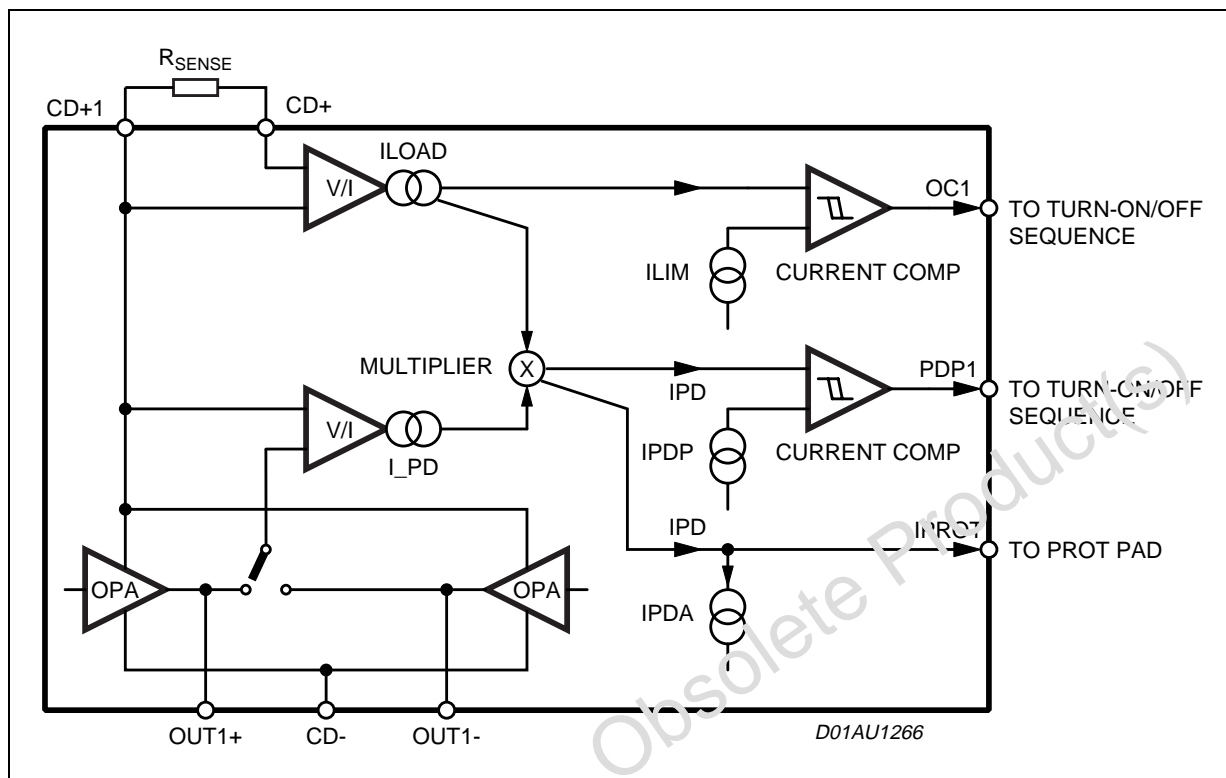 RSENSE
CD+1
CD+
ILOAD
V/I
OC1
TO TURN-ON/OFF
SEQUENCE
ILIM
CURRENT COMP
MULTIPLIER
X
PDP1
IPD
TO TURN-ON/OFF
SEQUENCE
V/I
IPDP
CURRENT COMP
I_PD
IPD
IPROT
TO PROT PAD
OPA
OPA
IPDA
Obsolete Product(s)
D01AU1266
OUT1+
CD-
OUT1-